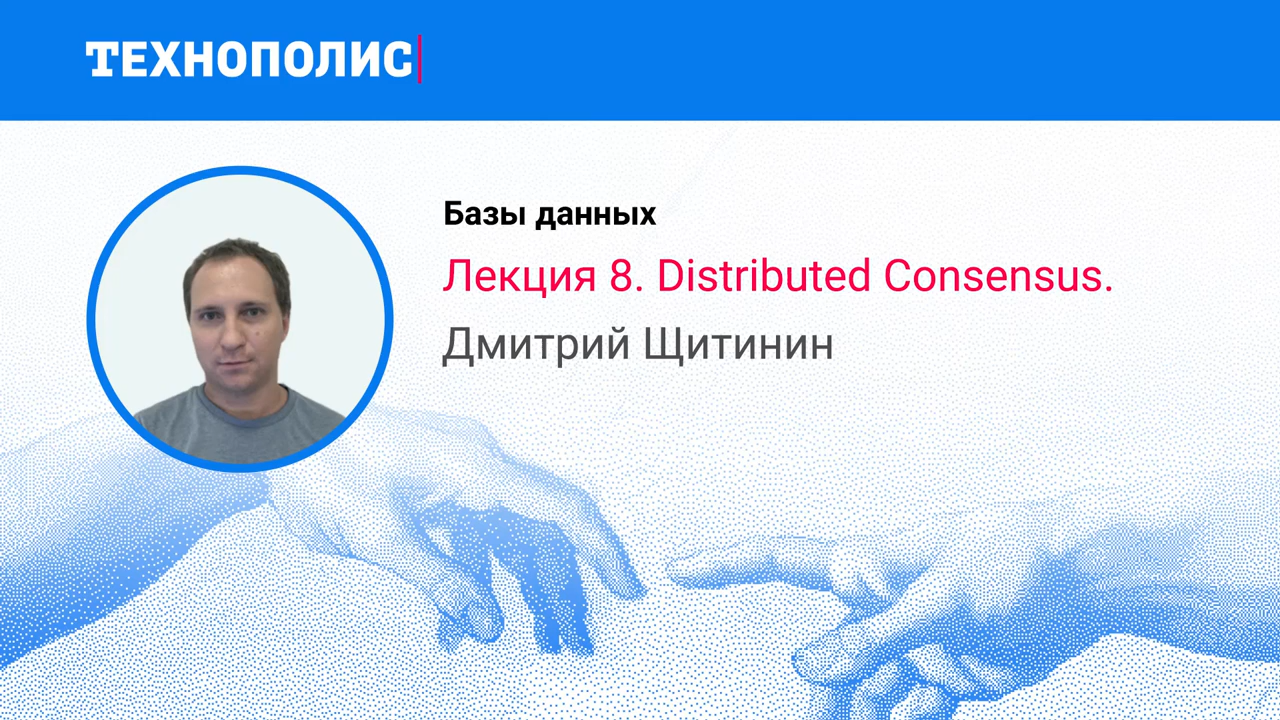 ТЕХНОПОЛИС
Базы данных
Лекция 8. Distributed Consensus.
Дмитрий Щитинин